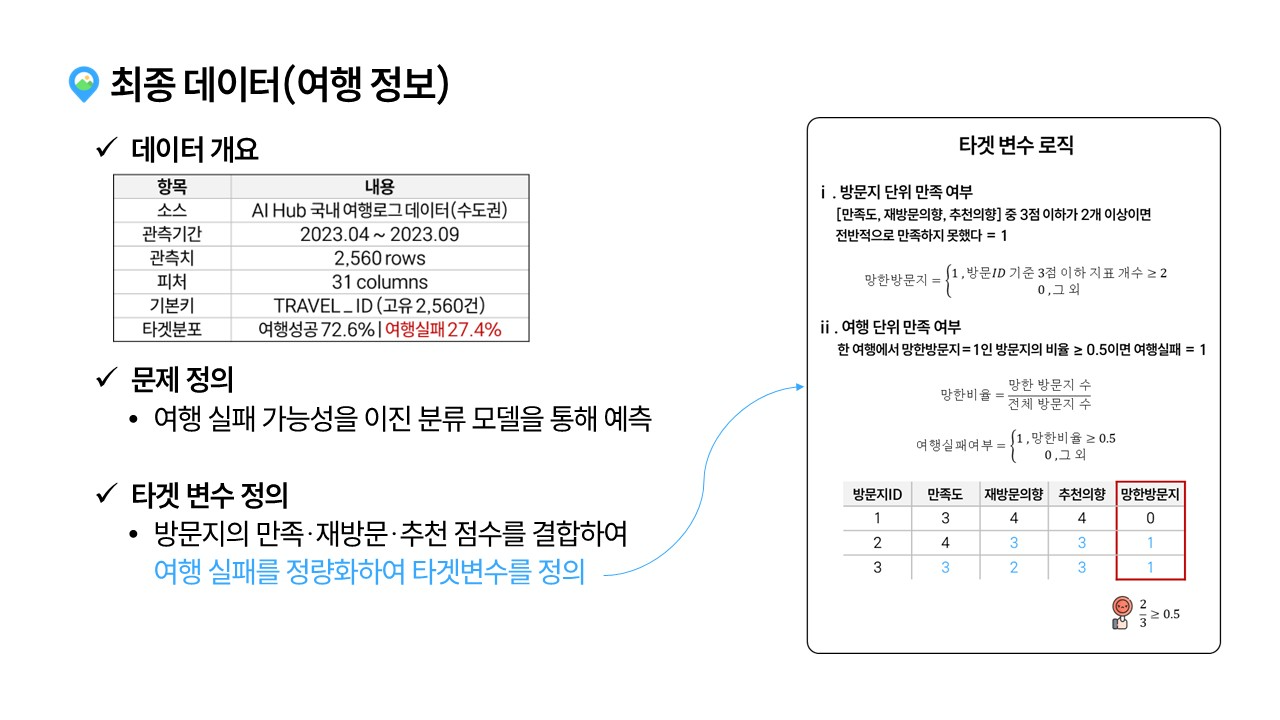 최종 데이터(여행 정보)
✓ 데이터 개요
항목 내용
소스 AI Hub 국내 여행로그 데이터(수도권)
관측기간 2023.04 ~ 2023.09
관측치 2,560 rows
피처 31 columns
기본키 TRAVEL_ID (고유 2,560건)
타겟분포 여행성공 72.6% | 여행실패 27.4%
✓ 문제 정의
• 여행 실패 가능성을 이진 분류 모델을 통해 예측
✓ 타겟 변수 정의
• 방문지의 만족·재방문·추천 점수를 결합하여
여행 실패를 정량화하여 타겟변수를 정의
타겟 변수 로직
ⅰ. 방문지 단위 만족 여부
[만족도, 재방문의향, 추천의향] 중 3점 이하가 2개 이상이면
전반적으로 만족하지 못했다 = 1
망한방문지 = { 1 , 방문ID 기준 3점 이하 지표 개수 ≥ 2
0 , 그 외
ⅱ. 여행 단위 만족 여부
한 여행에서 망한방문지=1인 방문지의 비율 ≥ 0.5이면 여행실패 = 1
망한비율 = 망한 방문지 수
전체 방문지 수
여행실패여부 = { 1 , 망한비율 ≥ 0.5
0 , 그 외
방문지ID 만족도 재방문의향 추천의향 망한방문지
1 3 4 4 0
2 4 3 3 1
3 3 2 3 1
2/3 ≥ 0.5